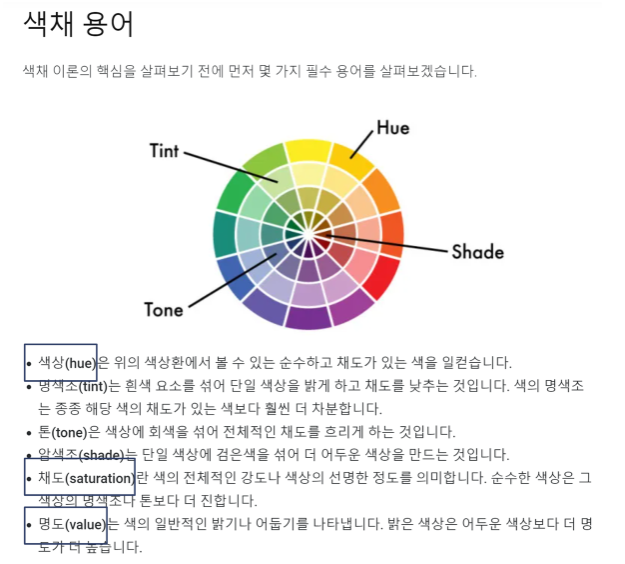 색채 용어
색채 이론의 핵심을 살펴보기 전에 먼저 몇 가지 필수 용어를 살펴보겠습니다.
Hue
Tint
Shade
Tone
• 색상(hue)은 위의 색상환에서 볼 수 있는 순수하고 채도가 있는 색을 일컫습니다.
• 명색조(tint)는 흰색 요소를 섞어 단일 색상을 밝게 하고 채도를 낮추는 것입니다. 색의 명색조
는 종종 해당 색의 채도가 있는 색보다 훨씬 더 차분합니다.
• 톤(tone)은 색상에 회색을 섞어 전체적인 채도를 흐리게 하는 것입니다.
• 암색조(shade)는 단일 색상에 검은색을 섞어 더 어두운 색상을 만드는 것입니다.
• 채도(saturation)란 색의 전체적인 강도나 색상의 선명한 정도를 의미합니다. 순수한 색상은 그
색상의 명색조나 톤보다 더 진합니다.
• 명도(value)는 색의 일반적인 밝기나 어둡기를 나타냅니다. 밝은 색상은 어두운 색상보다 더 명
도가 더 높습니다.